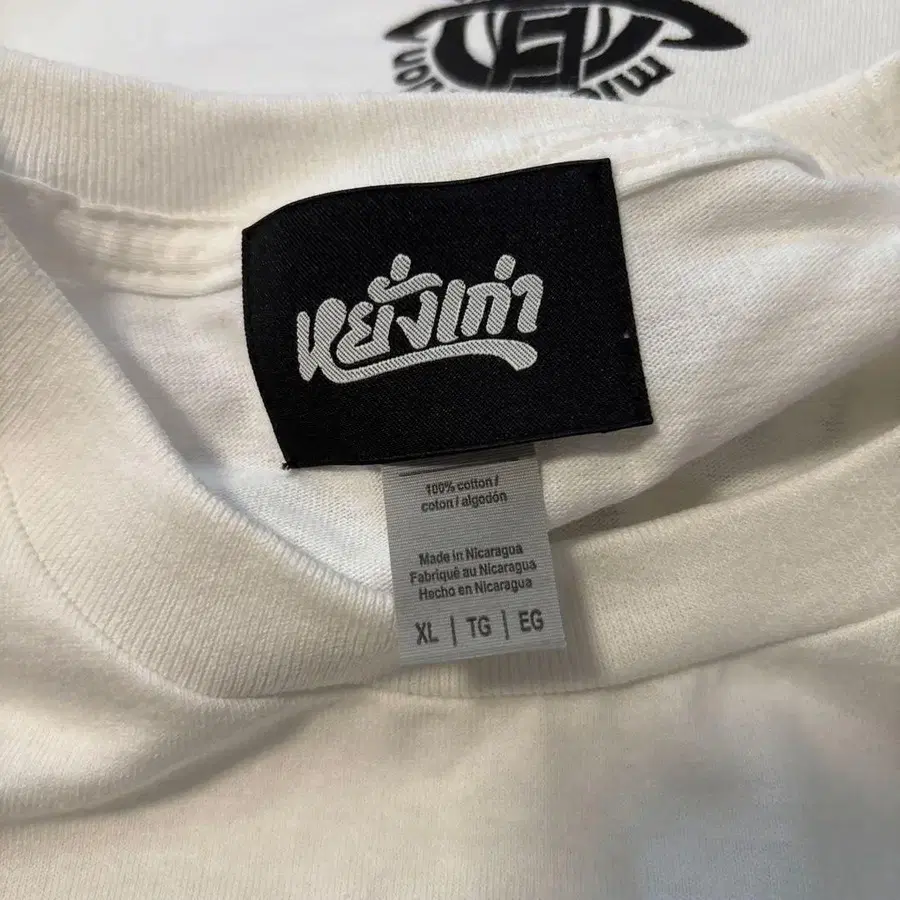 หยั่งเก่า
100% cotton /
coton / algodón
Made in Nicaragua
Fabriqué au Nicaragua
Hecho en Nicaragua
XL | TG | EG